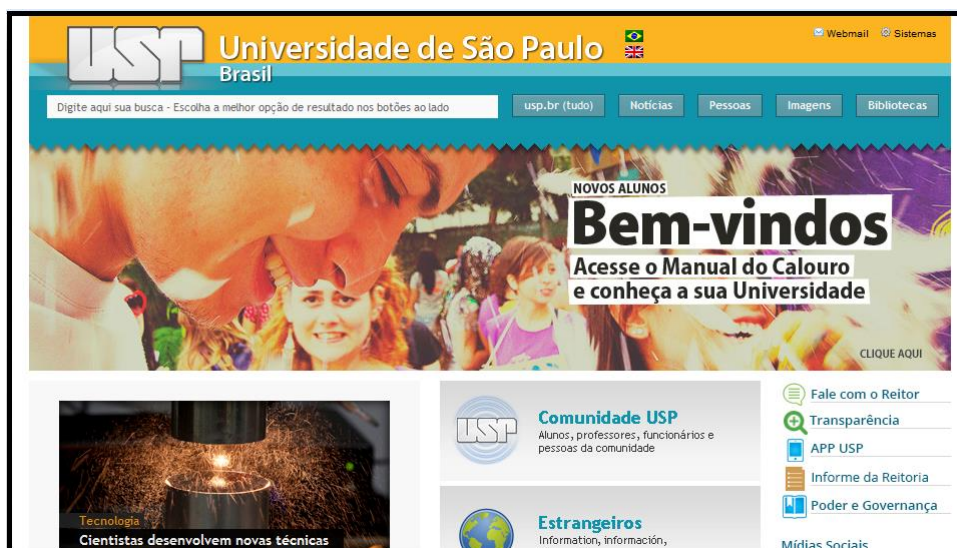 USP
Universidade de São Paulo
Brasil
Webmail
Sistemas
Digite aqui sua busca - Escolha a melhor opção de resultado nos botões ao lado
usp.br (tudo)
Notícias
Pessoas
Imagens
Bibliotecas
NOVOS ALUNOS
Bem-vindos
Acesse o Manual do Calouro
e conheça a sua Universidade
CLIQUE AQUI
Tecnologia
Cientistas desenvolvem novas técnicas
USP
Comunidade USP
Alunos, professores, funcionários e
pessoas da comunidade
Estrangeiros
Information, información,
Fale com o Reitor
Transparência
APP USP
Informe da Reitoria
Poder e Governança
Mídias Sociais